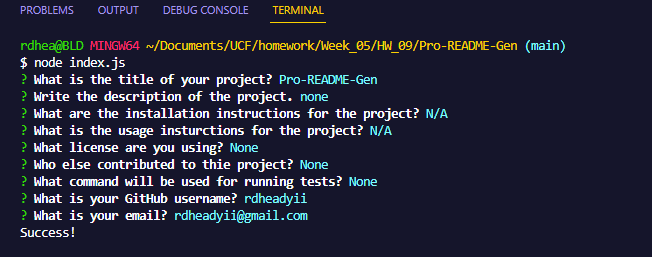 PROBLEMS OUTPUT DEBUG CONSOLE TERMINAL
rdhea@BLD MINGW64 ~/Documents/UCF/homework/Week_05/HW_09/Pro-README-Gen (main)
$ node index.js
? What is the title of your project? Pro-README-Gen
? Write the description of the project. none
? What are the installation instructions for the project? N/A
? What is the usage insturctions for the project? N/A
? What license are you using? None
? Who else contributed to thie project? None
? What command will be used for running tests? None
? What is your GitHub username? rdheadyii
? What is your email? rdheadyii@gmail.com
Success!